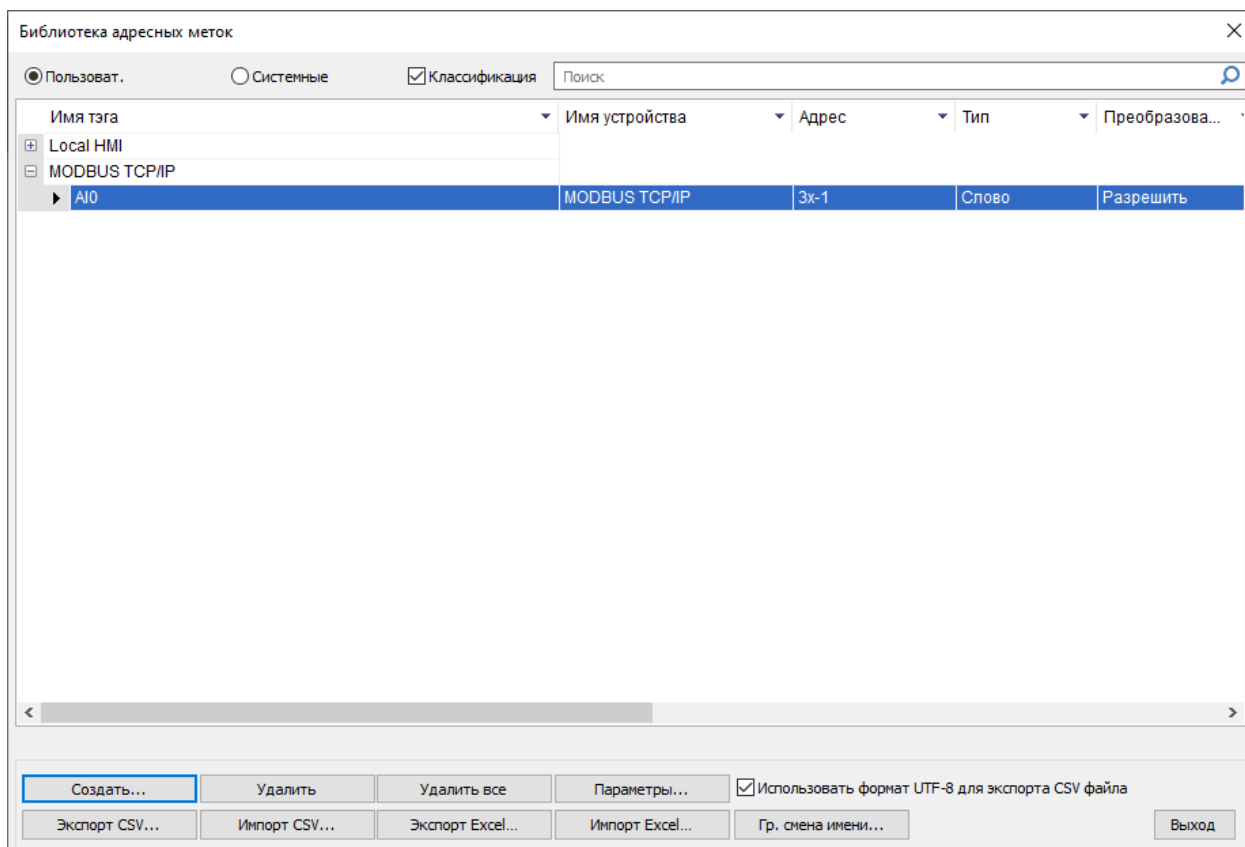 Библиотека адресных меток
Пользоват. Системные Классификация Поиск
Имя тэга Имя устройства Адрес Тип Преобразова...
Local HMI
MODBUS TCP/IP
AI0 MODBUS TCP/IP 3x-1 Слово Разрешить
Создать... Удалить Удалить все Параметры... Использовать формат UTF-8 для экспорта CSV файла
Экспорт CSV... Импорт CSV... Экспорт Excel... Импорт Excel... Гр. смена имени... Выход